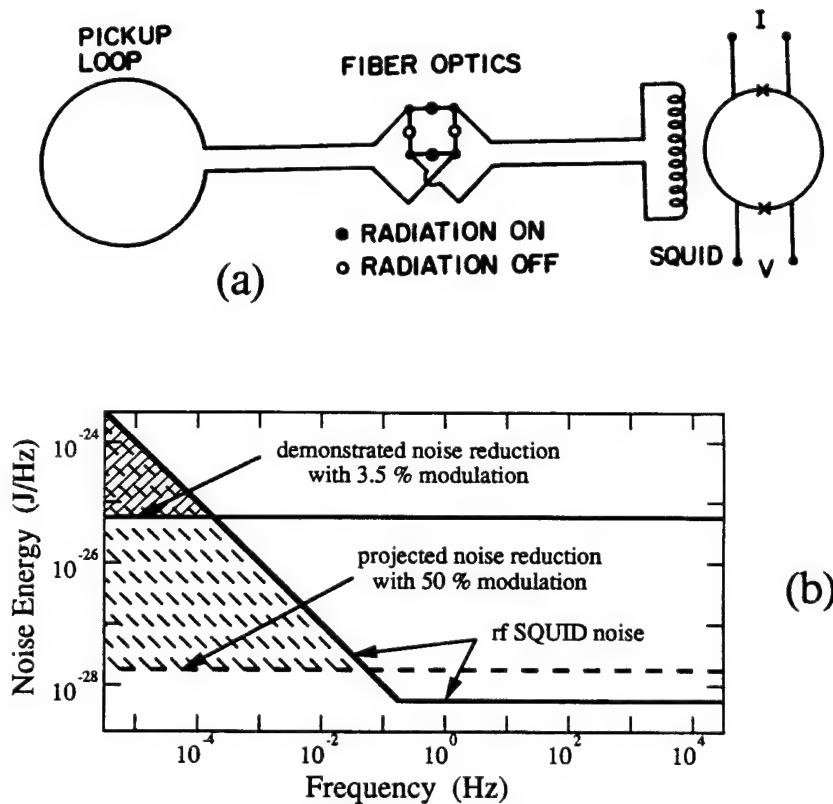 PICKUP
LOOP
FIBER OPTICS
I
● RADIATION ON
○ RADIATION OFF
SQUID
V
(a)
Noise Energy (J/Hz)
10^-24
10^-26
10^-28
demonstrated noise reduction
with 3.5 % modulation
projected noise reduction
with 50 % modulation
rf SQUID noise
(b)
10^-4
10^-2
10^0
10^2
10^4
Frequency (Hz)